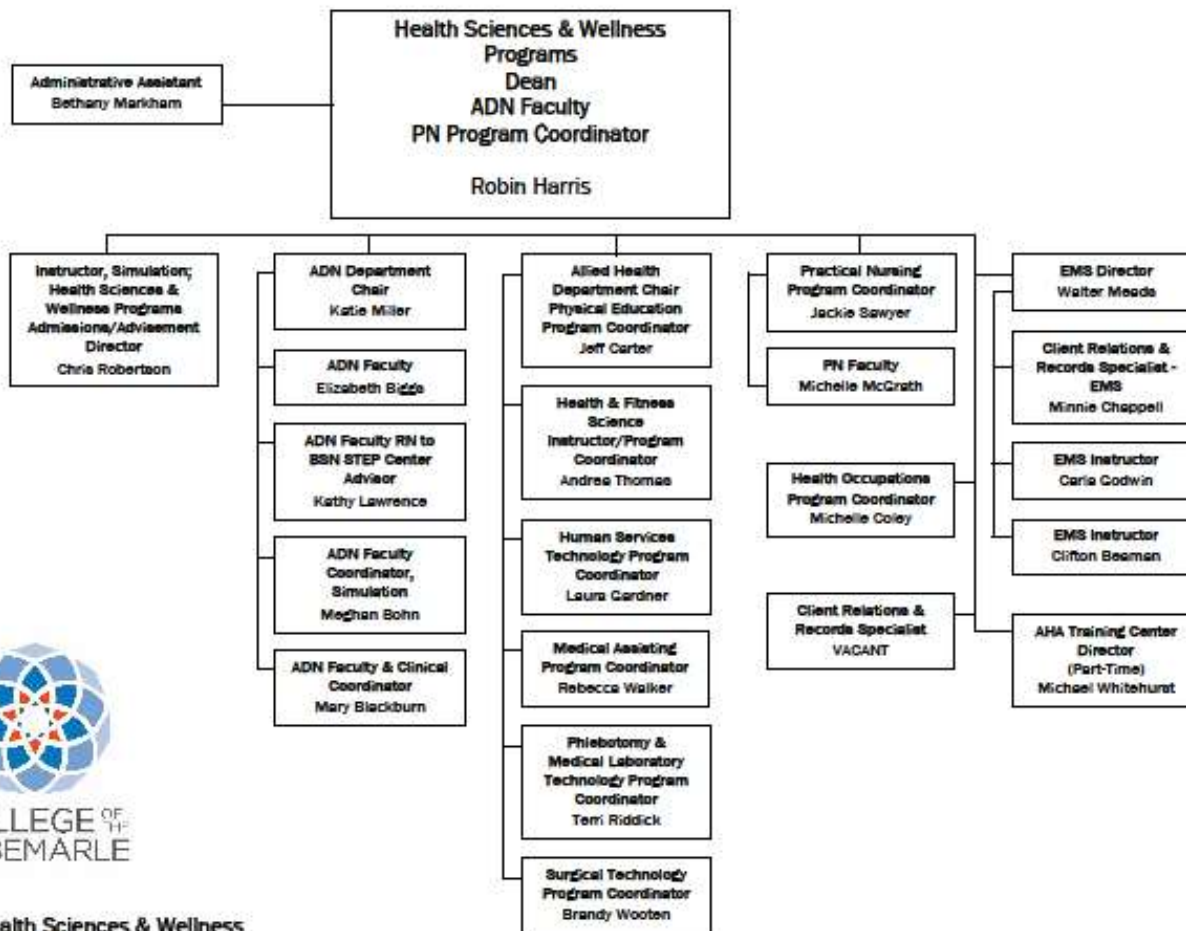 Health Sciences & Wellness
Programs
Dean
ADN Faculty
PN Program Coordinator
Robin Harris
Administrative Assistant
Bethany Markham
Instructor, Simulation;
Health Sciences &
Wellness Programs
Admissions/Advisement
Director
Chris Robertson
ADN Department
Chair
Katie Miller
ADN Faculty
Elizabeth Biggs
ADN Faculty RN to
BSN STEP Center
Advisor
Kathy Lawrence
ADN Faculty
Coordinator,
Simulation
Meghan Bohn
ADN Faculty & Clinical
Coordinator
Mary Blackburn
Allied Health
Department Chair
Physical Education
Program Coordinator
Jeff Carter
Health & Fitness
Science
Instructor/Program
Coordinator
Andrea Thomas
Human Services
Technology Program
Coordinator
Laura Gardner
Medical Assisting
Program Coordinator
Rebecca Walker
Phlebotomy &
Medical Laboratory
Technology Program
Coordinator
Terri Riddick
Surgical Technology
Program Coordinator
Brandy Wooten
Practical Nursing
Program Coordinator
Jackie Sawyer
PN Faculty
Michelle McGrath
Health Occupations
Program Coordinator
Michelle Coley
Client Relations &
Records Specialist
VACANT
EMS Director
Walter Meads
Client Relations &
Records Specialist -
EMS
Minnie Chappell
EMS Instructor
Carla Godwin
EMS Instructor
Clifton Beaman
AHA Training Center
Director
(Part-Time)
Michael Whitehurst
LLEGE OF
THE
BEMARLE
alth Sciences & Wellness